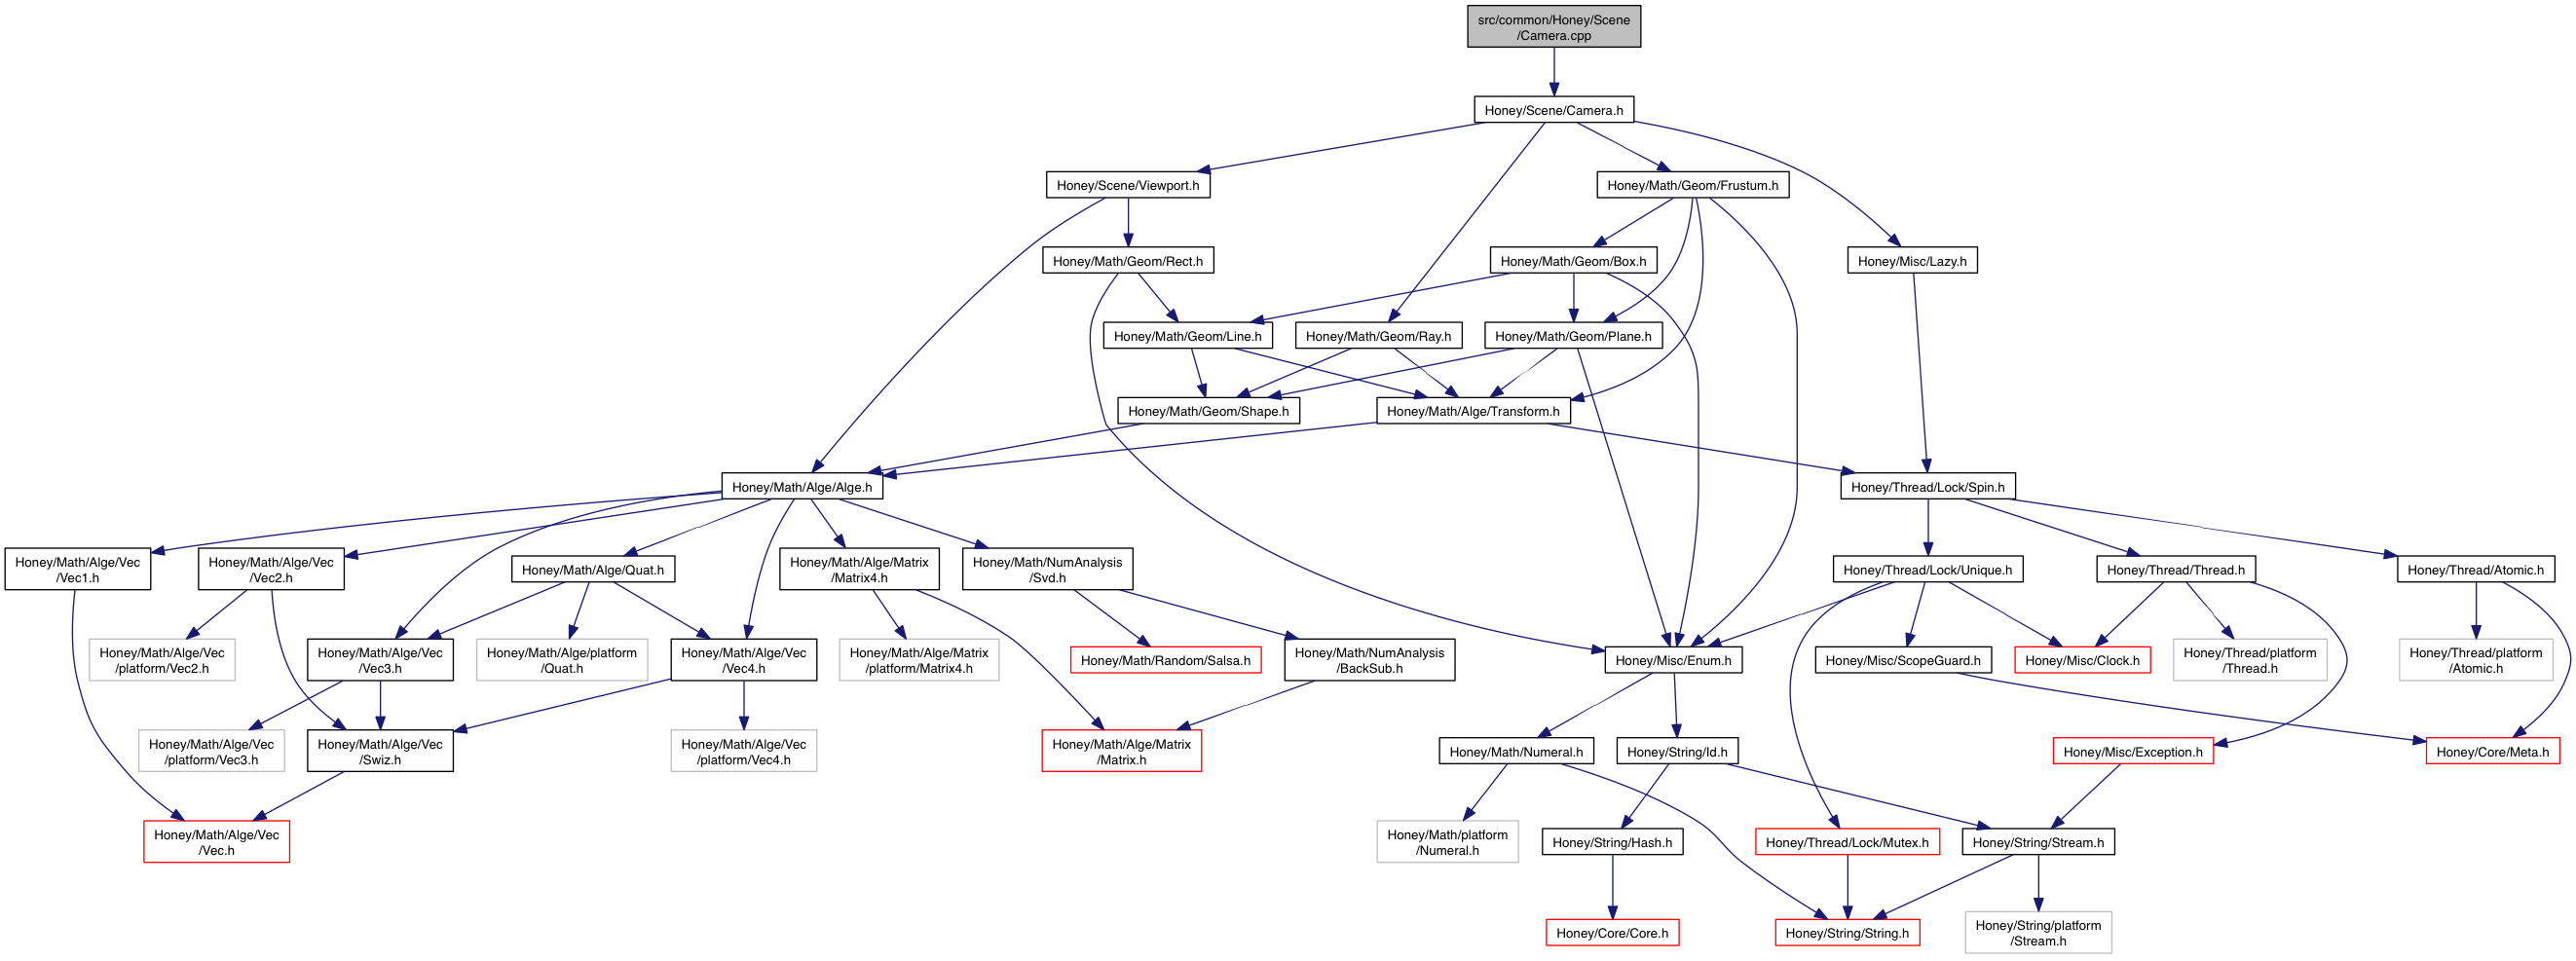 src/common/Honey/Scene
/Camera.cpp
Honey/Scene/Camera.h
Honey/Scene/Viewport.h
Honey/Math/Geom/Frustum.h
Honey/Math/Geom/Rect.h
Honey/Math/Geom/Box.h
Honey/Misc/Lazy.h
Honey/Math/Geom/Line.h
Honey/Math/Geom/Ray.h
Honey/Math/Geom/Plane.h
Honey/Math/Geom/Shape.h
Honey/Math/Alge/Transform.h
Honey/Math/Alge/Alge.h
Honey/Thread/Lock/Spin.h
Honey/Math/Alge/Vec
/Vec1.h
Honey/Math/Alge/Vec
/Vec2.h
Honey/Math/Alge/Quat.h
Honey/Math/Alge/Matrix
/Matrix4.h
Honey/Math/NumAnalysis
/Svd.h
Honey/Thread/Lock/Unique.h
Honey/Thread/Thread.h
Honey/Thread/Atomic.h
Honey/Math/Alge/Vec
/platform/Vec2.h
Honey/Math/Alge/Vec
/Vec3.h
Honey/Math/Alge/platform
/Quat.h
Honey/Math/Alge/Vec
/Vec4.h
Honey/Math/Alge/Matrix
/platform/Matrix4.h
Honey/Math/Random/Salsa.h
Honey/Math/NumAnalysis
/BackSub.h
Honey/Misc/Enum.h
Honey/Misc/ScopeGuard.h
Honey/Misc/Clock.h
Honey/Thread/platform
/Thread.h
Honey/Thread/platform
/Atomic.h
Honey/Math/Alge/Vec
/platform/Vec3.h
Honey/Math/Alge/Vec
/Swiz.h
Honey/Math/Alge/Vec
/platform/Vec4.h
Honey/Math/Alge/Matrix
/Matrix.h
Honey/Math/Numeral.h
Honey/String/Id.h
Honey/Misc/Exception.h
Honey/Core/Meta.h
Honey/Math/Alge/Vec
/Vec.h
Honey/Math/platform
/Numeral.h
Honey/String/Hash.h
Honey/Thread/Lock/Mutex.h
Honey/String/Stream.h
Honey/Core/Core.h
Honey/String/String.h
Honey/String/platform
/Stream.h